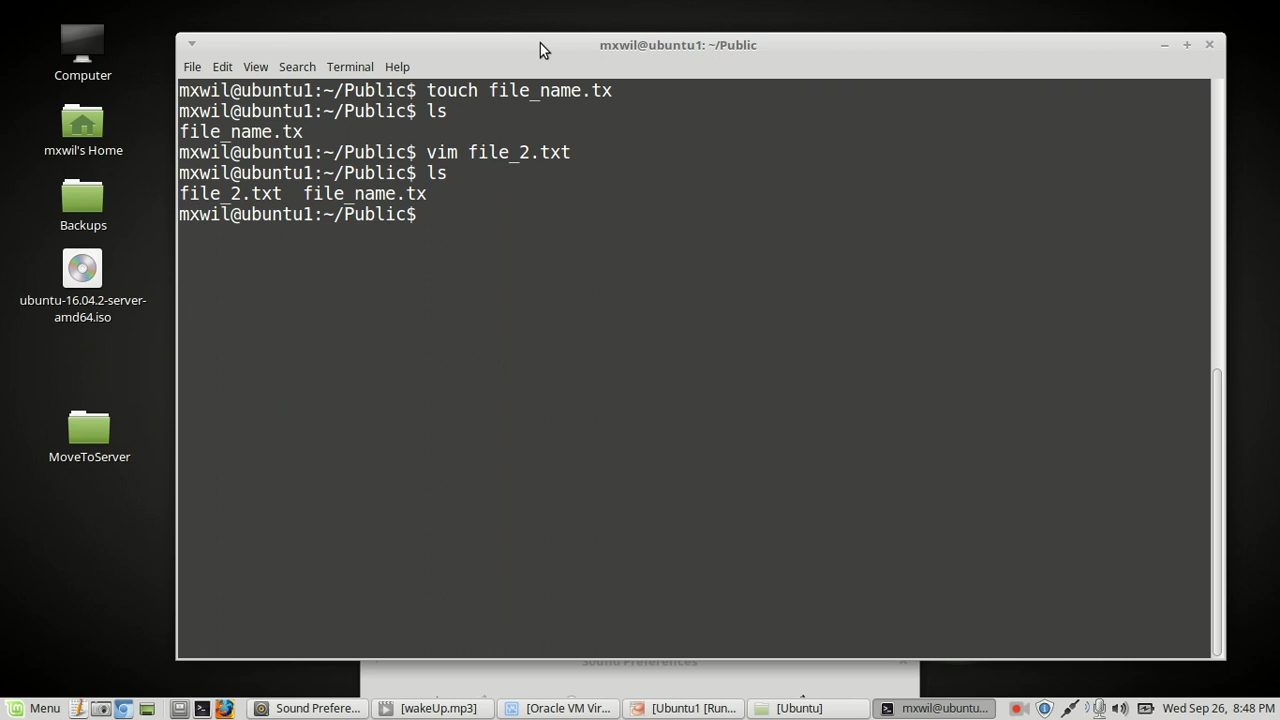 mxwil@ubuntu1: ~/Public
File Edit View Search Terminal Help
mxwil@ubuntu1:~/Public$ touch file_name.tx
mxwil@ubuntu1:~/Public$ ls
file_name.tx
mxwil@ubuntu1:~/Public$ vim file_2.txt
mxwil@ubuntu1:~/Public$ ls
file_2.txt  file_name.tx
mxwil@ubuntu1:~/Public$
Computer
mxwil's Home
Backups
ubuntu-16.04.2-server-
amd64.iso
MoveToServer
Sound Preferences
Menu Sound Prefere... [wakeUp.mp3] [Oracle VM Vir... [Ubuntu1 [Run... [Ubuntu] mxwil@ubuntu... Wed Sep 26, 8:48 PM